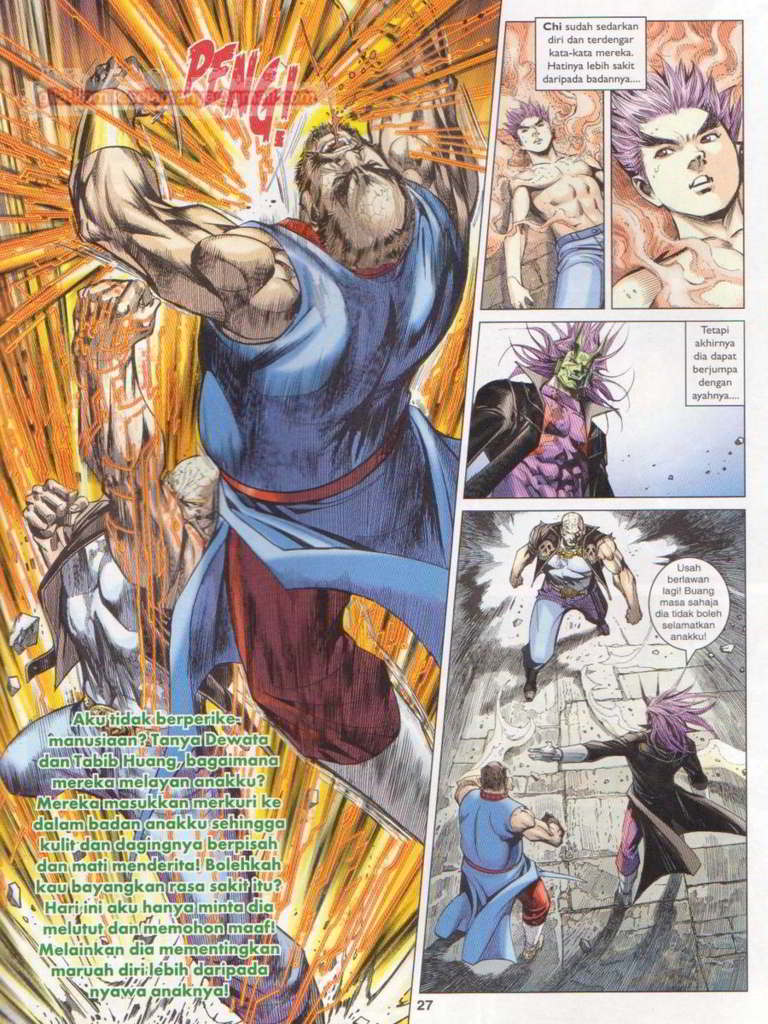 PENG!
Aku tidak berperike-
manusiaan? Tanya Dewata
dan Tabib Huang, bagaimana
mereka melayan anakku?
Mereka masukkan merkuri ke
dalam badan anakku sehingga
kulit dan dagingnya berpisah
dan mati menderita! Bolehkah
kau bayangkan rasa sakit itu?
Hari ini aku hanya minta dia
melutut dan memohon maaf!
Melainkan dia mementingkan
maruah diri lebih daripada
nyawa anaknya!
Chi sudah sedarkan
diri dan terdengar
kata-kata mereka.
Hatinya lebih sakit
daripada badannya....
Tetapi
akhirnya
dia dapat
berjumpa
dengan
ayahnya....
Usah
berlawan
lagi! Buang
masa sahaja
dia tidak boleh
selamatkan
anakku!
27